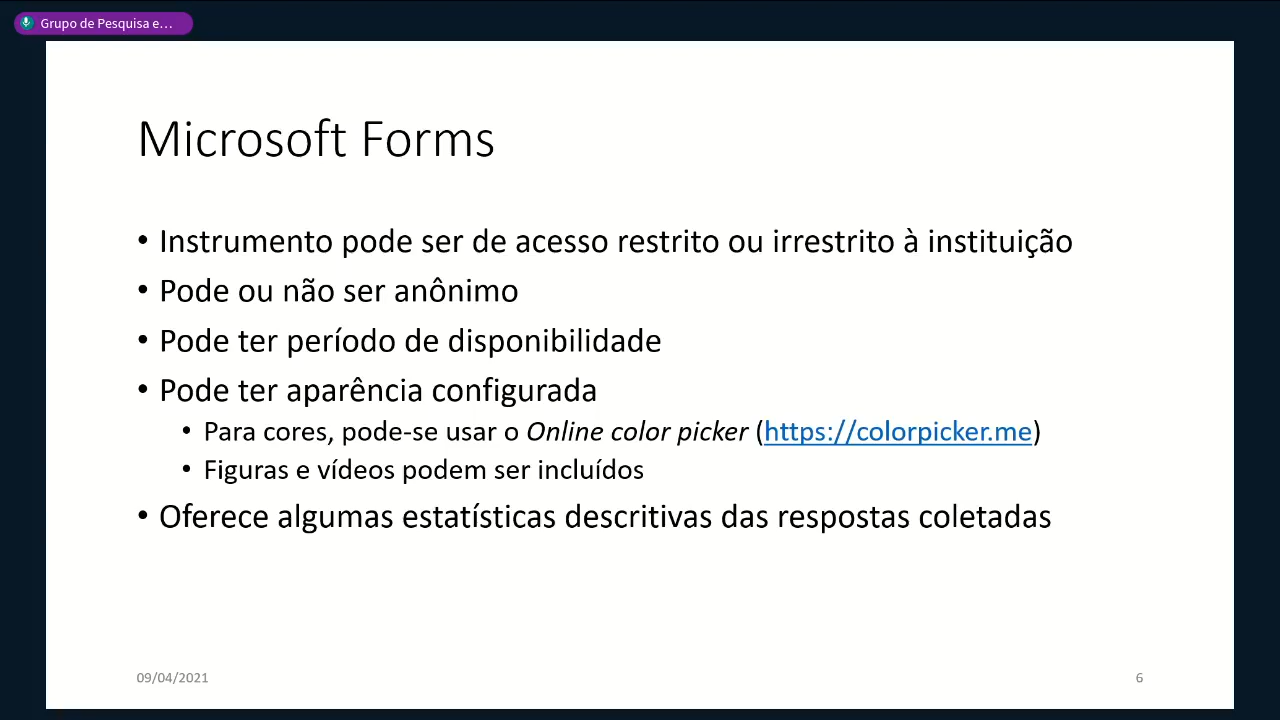 Grupo de Pesquisa e...
Microsoft Forms
• Instrumento pode ser de acesso restrito ou irrestrito à instituição
• Pode ou não ser anônimo
• Pode ter período de disponibilidade
• Pode ter aparência configurada
• Para cores, pode-se usar o Online color picker (https://colorpicker.me)
• Figuras e vídeos podem ser incluídos
• Oferece algumas estatísticas descritivas das respostas coletadas
09/04/2021
6